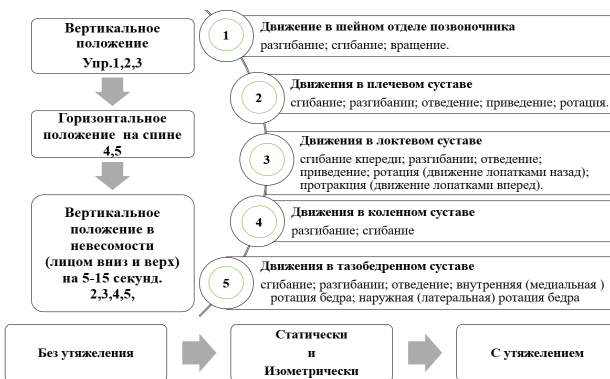 Вертикальное
положение
Упр.1,2,3
Горизонтальное
положение на спине
4,5
Вертикальное
положение в
невесомости
(лицом вниз и верх)
на 5-15 секунд.
2,3,4,5,
1
Движение в шейном отделе позвоночника
разгибание; сгибание; вращение.
2
Движения в плечевом суставе
сгибание; разгибании; отведение; приведение; ротация.
3
Движения в локтевом суставе
сгибание кпереди; разгибании; отведение;
приведение; ротация (движение лопатками назад);
протракция (движение лопатками вперед).
4
Движения в коленном суставе
разгибание; сгибание
5
Движения в тазобедренном суставе
сгибание; разгибании; отведение; внутренняя (медиальная )
ротация бедра; наружная (латеральная) ротация бедра
Без утяжеления
Статически
и
Изометрически
С утяжелением